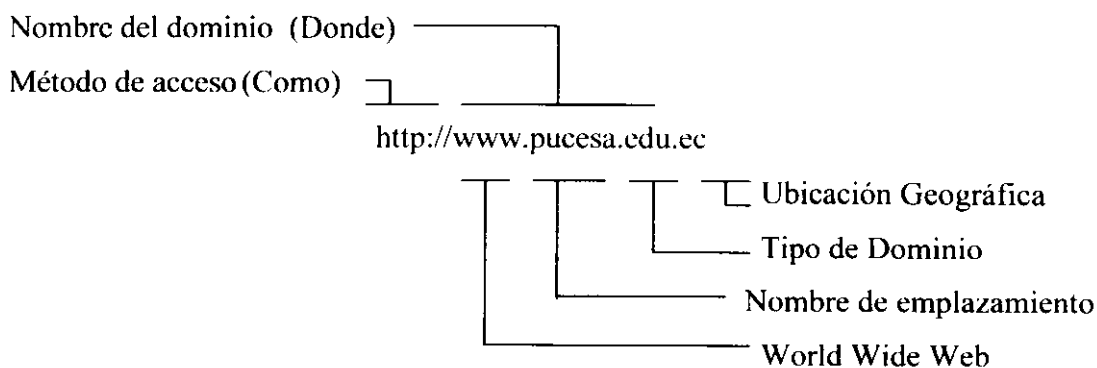 Nombre del dominio (Donde)
Método de acceso (Como)
http://www.pucesa.edu.ec
Ubicación Geográfica
Tipo de Dominio
Nombre de emplazamiento
World Wide Web